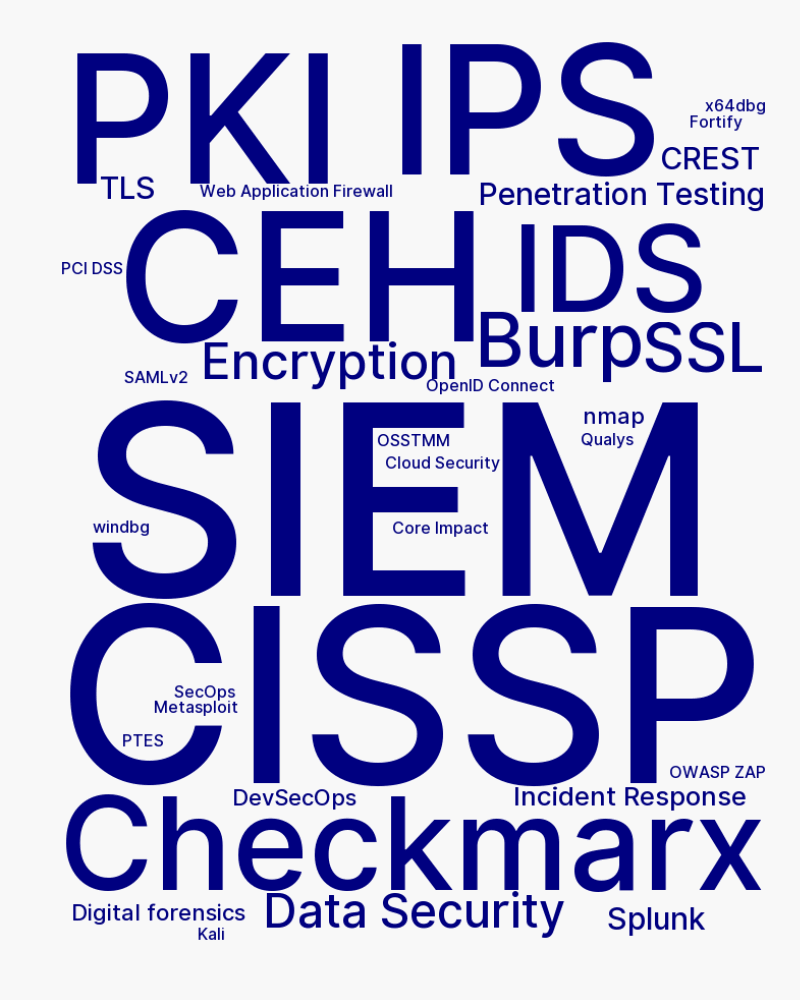 PKI
IPS
x64dbg
Fortify
CREST
TLS
Web Application Firewall
Penetration Testing
CEH
IDS
PCI DSS
Burp
SSL
Encryption
SAMLv2
OpenID Connect
SIEM
nmap
OSSTMM
Qualys
Cloud Security
windbg
Core Impact
CISSP
SecOps
Metasploit
PTES
OWASP ZAP
DevSecOps
Incident Response
Checkmarx
Digital forensics
Data Security
Splunk
Kali